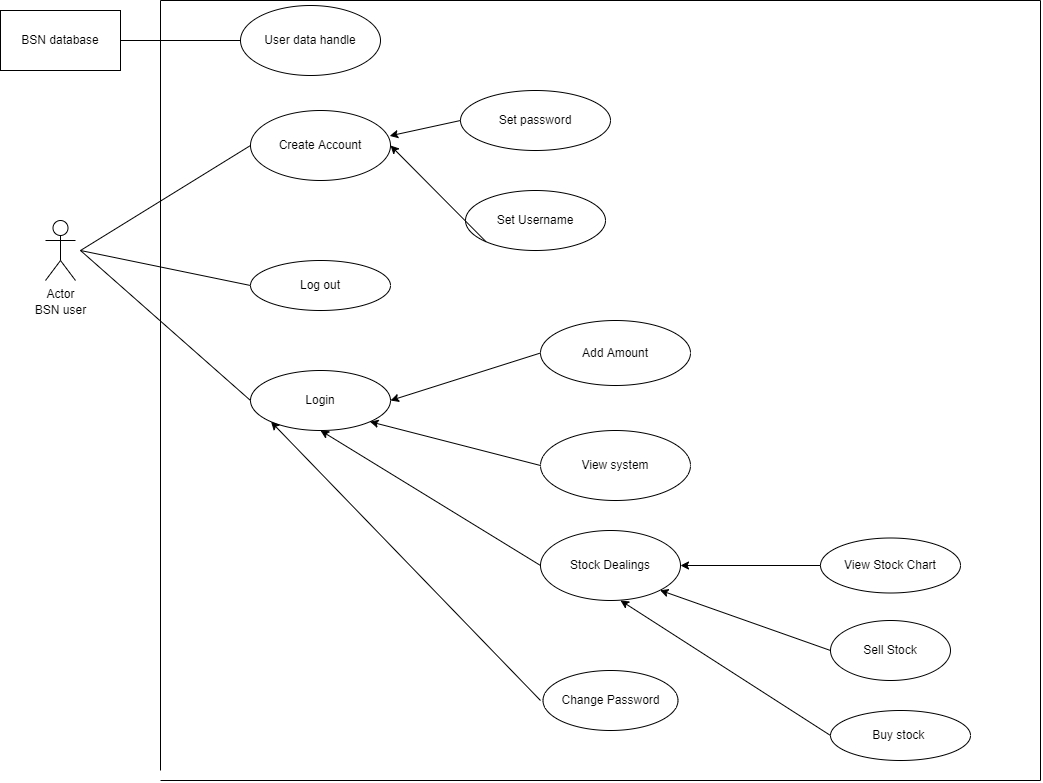 BSN database
User data handle
Set password
Create Account
Set Username
Actor
BSN user
Log out
Add Amount
Login
View system
Stock Dealings
View Stock Chart
Sell Stock
Change Password
Buy stock